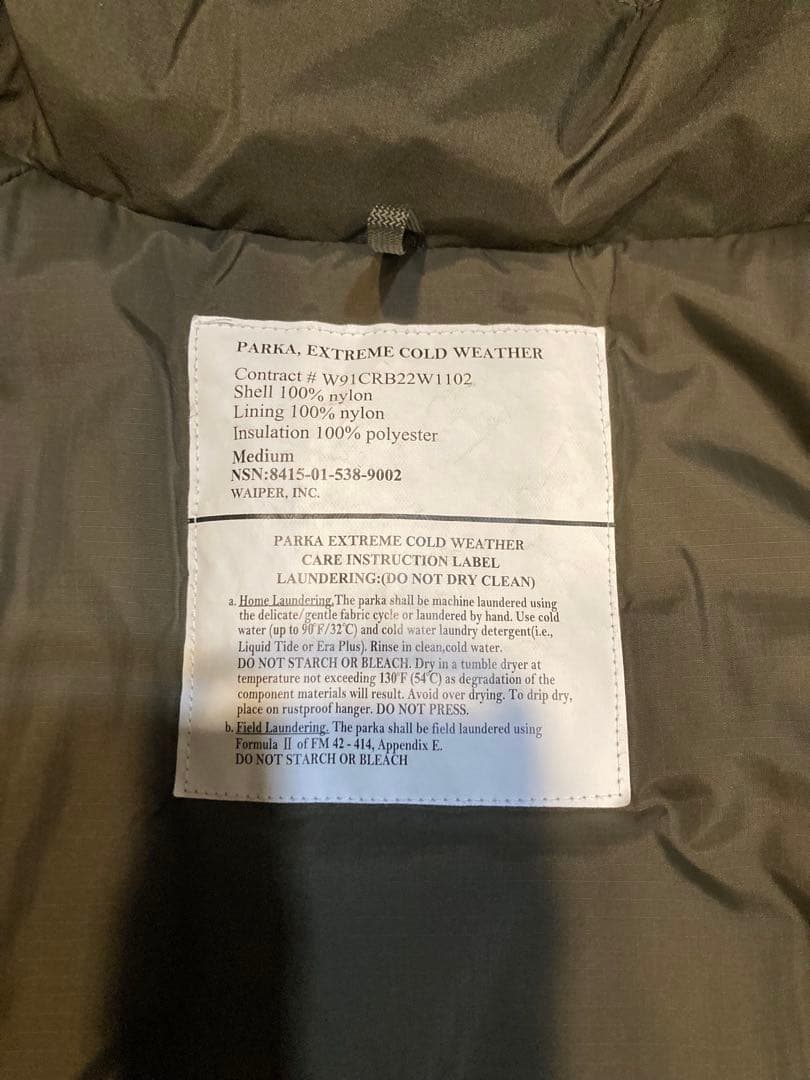 PARKA, EXTREME COLD WEATHER
Contract # W91CRB22W1102
Shell 100% nylon
Lining 100% nylon
Insulation 100% polyester
Medium
NSN:8415-01-538-9002
WAIPER, INC.
PARKA EXTREME COLD WEATHER
CARE INSTRUCTION LABEL
LAUNDERING:(DO NOT DRY CLEAN)
a. Home Laundering.The parka shall be machine laundered using
the delicate/gentle fabric cycle or laundered by hand. Use cold
water (up to 90°F/32°C) and cold water laundry detergent(i.e.,
Liquid Tide or Era Plus). Rinse in clean,cold water.
DO NOT STARCH OR BLEACH. Dry in a tumble dryer at
temperature not exceeding 130°F (54°C) as degradation of the
component materials will result. Avoid over drying. To drip dry,
place on rustproof hanger. DO NOT PRESS.
b. Field Laundering. The parka shall be field laundered using
Formula II of FM 42-414, Appendix E.
DO NOT STARCH OR BLEACH